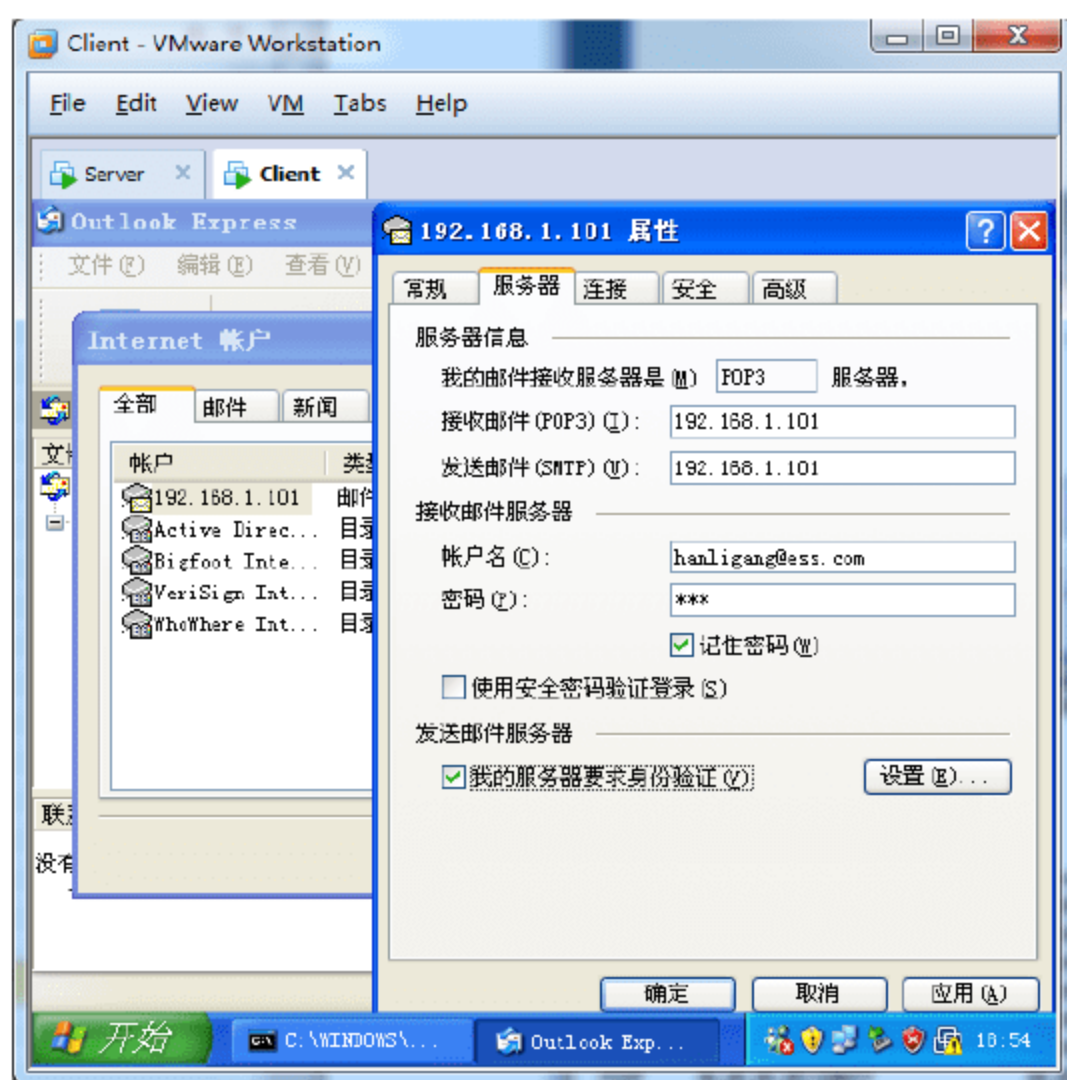 Client - VMware Workstation
File Edit View VM Tabs Help
Server Client
Outlook Express
文件(F) 编辑(E) 查看(V)
Internet 帐户
全部 邮件 新闻
帐户
192.168.1.101 邮件
Active Direc... 目录
Bigfoot Inte... 目录
VeriSign Int... 目录
WhoWhere Int... 目录
没有
192.168.1.101 属性
常规 服务器 连接 安全 高级
服务器信息
我的邮件接收服务器是(M) POP3 服务器。
接收邮件(POP3)(I): 192.168.1.101
发送邮件(SMTP)(U): 192.168.1.101
接收邮件服务器
帐户名(C): hanligang@ess.com
密码(P): ***
记住密码(W)
使用安全密码验证登录(S)
发送邮件服务器
我的服务器要求身份验证(V) 设置(E)...
确定 取消 应用(A)
开始 C:\WINDOWS\... Outlook Exp... 18:54